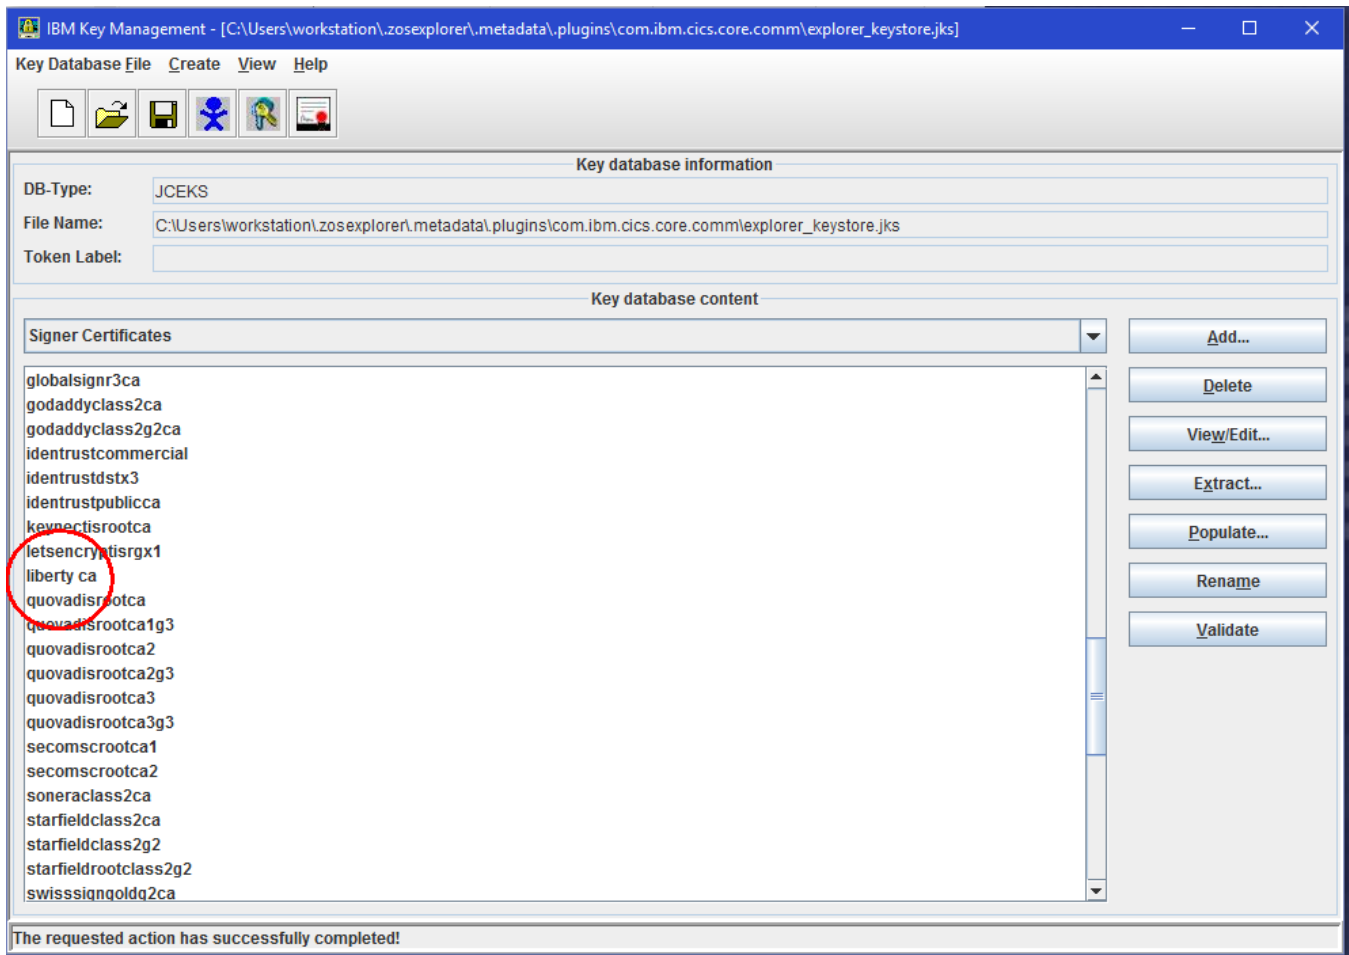 IBM Key Management - [C:\Users\workstation\.zosexplorer\.metadata\.plugins\com.ibm.cics.core.comm\explorer_keystore.jks]
Key Database File Create View Help
Key database information
DB-Type: JCEKS
File Name: C:\Users\workstation\.zosexplorer\.metadata\.plugins\com.ibm.cics.core.comm\explorer_keystore.jks
Token Label:
Key database content
Signer Certificates
Add...
globalsignr3ca
Delete
godaddyclass2ca
godaddyclass2g2ca
View/Edit...
identrustcommercial
identrustdstx3
Extract...
identrustpublicca
keynectisrootca
Populate...
letsencryptisrgx1
liberty ca
Rename
quovadisrootca
quovadisrootca1g3
Validate
quovadisrootca2
quovadisrootca2g3
quovadisrootca3
quovadisrootca3g3
secomscrootca1
secomscrootca2
soneraclass2ca
starfieldclass2ca
starfieldclass2g2
starfieldrootclass2g2
swisssigngoldg2ca
The requested action has successfully completed!